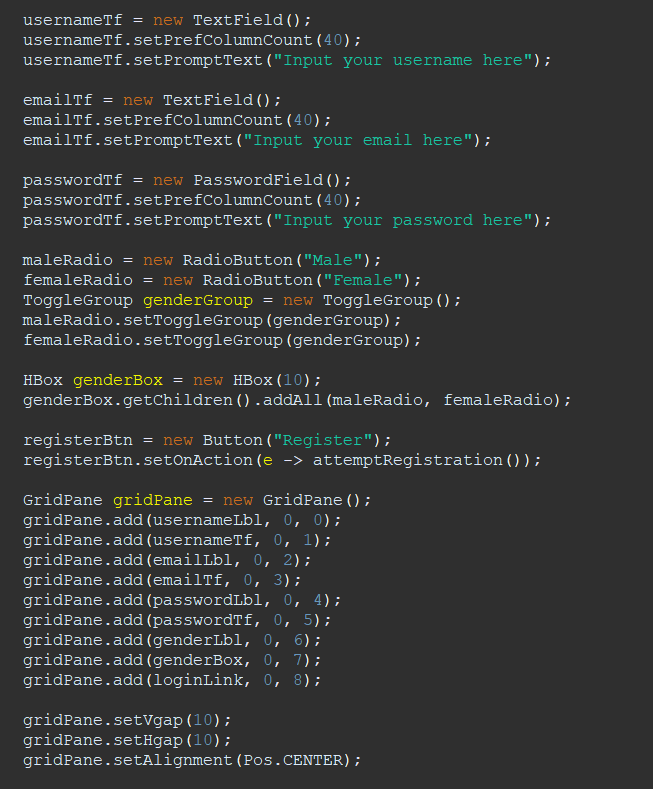 usernameTf = new TextField();
usernameTf.setPrefColumnCount(40);
usernameTf.setPromptText("Input your username here");

emailTf = new TextField();
emailTf.setPrefColumnCount(40);
emailTf.setPromptText("Input your email here");

passwordTf = new PasswordField();
passwordTf.setPrefColumnCount(40);
passwordTf.setPromptText("Input your password here");

maleRadio = new RadioButton("Male");
femaleRadio = new RadioButton("Female");
ToggleGroup genderGroup = new ToggleGroup();
maleRadio.setToggleGroup(genderGroup);
femaleRadio.setToggleGroup(genderGroup);

HBox genderBox = new HBox(10);
genderBox.getChildren().addAll(maleRadio, femaleRadio);

registerBtn = new Button("Register");
registerBtn.setOnAction(e -> attemptRegistration());

GridPane gridPane = new GridPane();
gridPane.add(usernameLbl, 0, 0);
gridPane.add(usernameTf, 0, 1);
gridPane.add(emailLbl, 0, 2);
gridPane.add(emailTf, 0, 3);
gridPane.add(passwordLbl, 0, 4);
gridPane.add(passwordTf, 0, 5);
gridPane.add(genderLbl, 0, 6);
gridPane.add(genderBox, 0, 7);
gridPane.add(loginLink, 0, 8);

gridPane.setVgap(10);
gridPane.setHgap(10);
gridPane.setAlignment(Pos.CENTER);